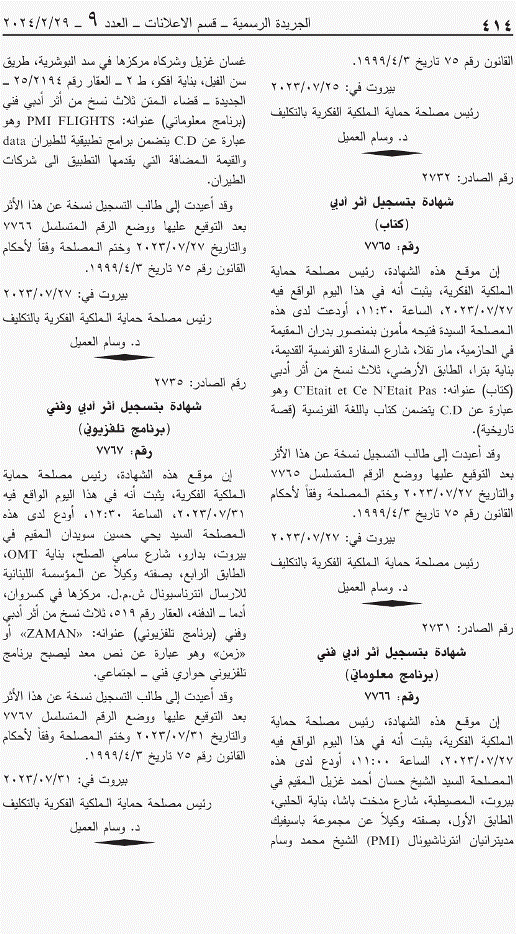 ٤١٤
الجريدة الرسمية ــ قسم الاعلانات ــ العدد ٩ ــ ٢٠٢٤/٢/٢٩
القانون رقم ٧٥ تاريخ ١٩٩٩/٤/٣.
بيروت في: ٢٠٢٣/٠٧/٢٥
رئيس مصلحة حماية الملكية الفكرية بالتكليف
د. وسام العميل
رقم الصادر: ٢٧٣٢
شهادة بتسجيل أثر أدبي
(كتاب)
رقم: ٧٧٦٥
إن موقع هذه الشهادة، رئيس مصلحة حماية
الملكية الفكرية، يثبت أنه في هذا اليوم الواقع فيه
٢٠٢٣/٠٧/٢٧، الساعة ١١:٣٠، أودعت لدى هذه
المصلحة السيدة فتيحه مأمون بنمنصور بدران المقيمة
في الحازمية، مار تقلا، شارع السفارة الفرنسية القديمة،
بناية بترا، الطابق الأرضي، ثلاث نسخ من أثر أدبي
(كتاب) عنوانه: C'Etait et Ce N'Etait Pas وهو
عبارة عن C.D يتضمن كتاب باللغة الفرنسية (قصة
تاريخية).
وقد أعيدت إلى طالب التسجيل نسخة عن هذا الأثر
بعد التوقيع عليها ووضع الرقم المتسلسل ٧٧٦٥
والتاريخ ٢٠٢٣/٠٧/٢٧ وختم المصلحة وفقاً لأحكام
القانون رقم ٧٥ تاريخ ١٩٩٩/٤/٣.
بيروت في: ٢٠٢٣/٠٧/٢٧
رئيس مصلحة حماية الملكية الفكرية بالتكليف
د. وسام العميل
رقم الصادر: ٢٧٣١
شهادة بتسجيل أثر أدبي فني
(برنامج معلوماتي)
رقم: ٧٧٦٦
إن موقع هذه الشهادة، رئيس مصلحة حماية
الملكية الفكرية، يثبت أنه في هذا اليوم الواقع فيه
٢٠٢٣/٠٧/٢٧، الساعة ١١:٠٠، أودع لدى هذه
المصلحة السيد الشيخ حسان أحمد غزيل المقيم في
بيروت، المصيطبة، شارع مدحت باشا، بناية الحلبي،
الطابق الأول، بصفته وكيلاً عن مجموعة باسيفيك
مديترانيان انترناشيونال (PMI) الشيخ محمد وسام
غسان غزيل وشركاه مركزها في سد البوشرية، طريق
سن الفيل، بناية افكو، ط ٢ ــ العقار رقم ٢٥/٢١٩٤ ــ
الجديدة ــ قضاء المتن ثلاث نسخ من أثر أدبي فني
(برنامج معلوماتي) عنوانه: PMI FLIGHTS وهو
عبارة عن C.D يتضمن برامج تطبيقية للطيران data
والقيمة المضافة التي يقدمها التطبيق الى شركات
الطيران.
وقد أعيدت إلى طالب التسجيل نسخة عن هذا الأثر
بعد التوقيع عليها ووضع الرقم المتسلسل ٧٧٦٦
والتاريخ ٢٠٢٣/٠٧/٢٧ وختم المصلحة وفقاً لأحكام
القانون رقم ٧٥ تاريخ ١٩٩٩/٤/٣.
بيروت في: ٢٠٢٣/٠٧/٢٧
رئيس مصلحة حماية الملكية الفكرية بالتكليف
د. وسام العميل
رقم الصادر: ٢٧٣٥
شهادة بتسجيل أثر أدبي وفني
(برنامج تلفزيوني)
رقم: ٧٧٦٧
إن موقع هذه الشهادة، رئيس مصلحة حماية
الملكية الفكرية، يثبت أنه في هذا اليوم الواقع فيه
٢٠٢٣/٠٧/٣١، الساعة ١٢:٣٠، أودع لدى هذه
المصلحة السيد يحي حسين سويدان المقيم في
بيروت، بدارو، شارع سامي الصلح، بناية OMT،
الطابق الرابع، بصفته وكيلاً عن المؤسسة اللبنانية
للارسال انترناسيونال ش.م.ل. مركزها في كسروان،
أدما ــ الدفنه، العقار رقم ٥١٩، ثلاث نسخ من أثر أدبي
وفني (برنامج تلفزيوني) عنوانه: «ZAMAN» أو
«زمن» وهو عبارة عن نص معد ليصبح برنامج
تلفزيوني حواري فني ــ اجتماعي.
وقد أعيدت إلى طالب التسجيل نسخة عن هذا الأثر
بعد التوقيع عليها ووضع الرقم المتسلسل ٧٧٦٧
والتاريخ ٢٠٢٣/٠٧/٣١ وختم المصلحة وفقاً لأحكام
القانون رقم ٧٥ تاريخ ١٩٩٩/٤/٣.
بيروت في: ٢٠٢٣/٠٧/٣١
رئيس مصلحة حماية الملكية الفكرية بالتكليف
د. وسام العميل